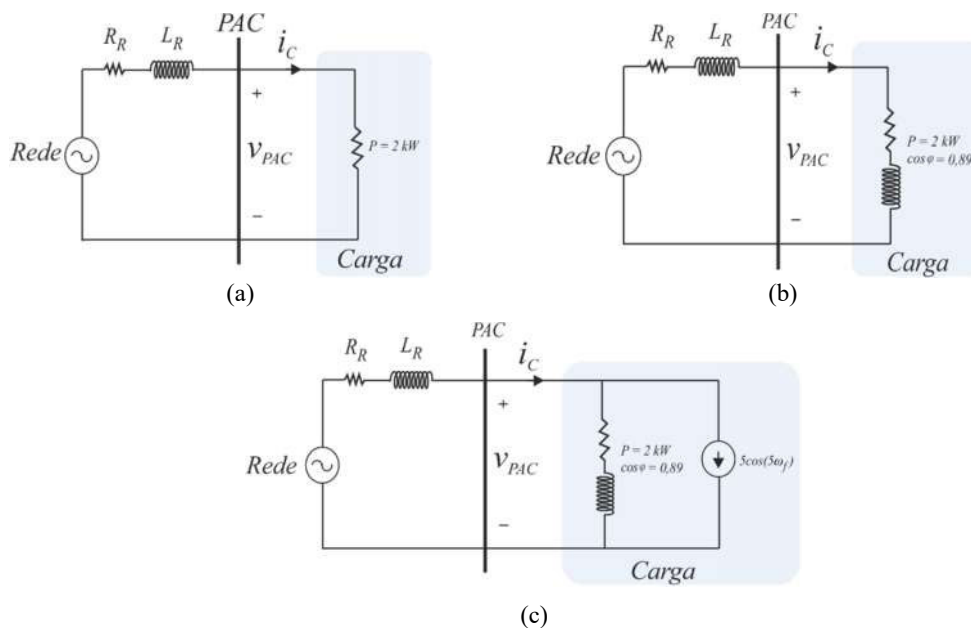 PAC
R_R L_R i_C
+
Rede v_PAC P = 2 kW
−
Carga
(a)
PAC
R_R L_R i_C
+
Rede v_PAC P = 2 kW
cosφ = 0,89
−
Carga
(b)
PAC
R_R L_R i_C
+
Rede v_PAC P = 2 kW
cosφ = 0,89
5cos(5ω_f)
−
Carga
(c)